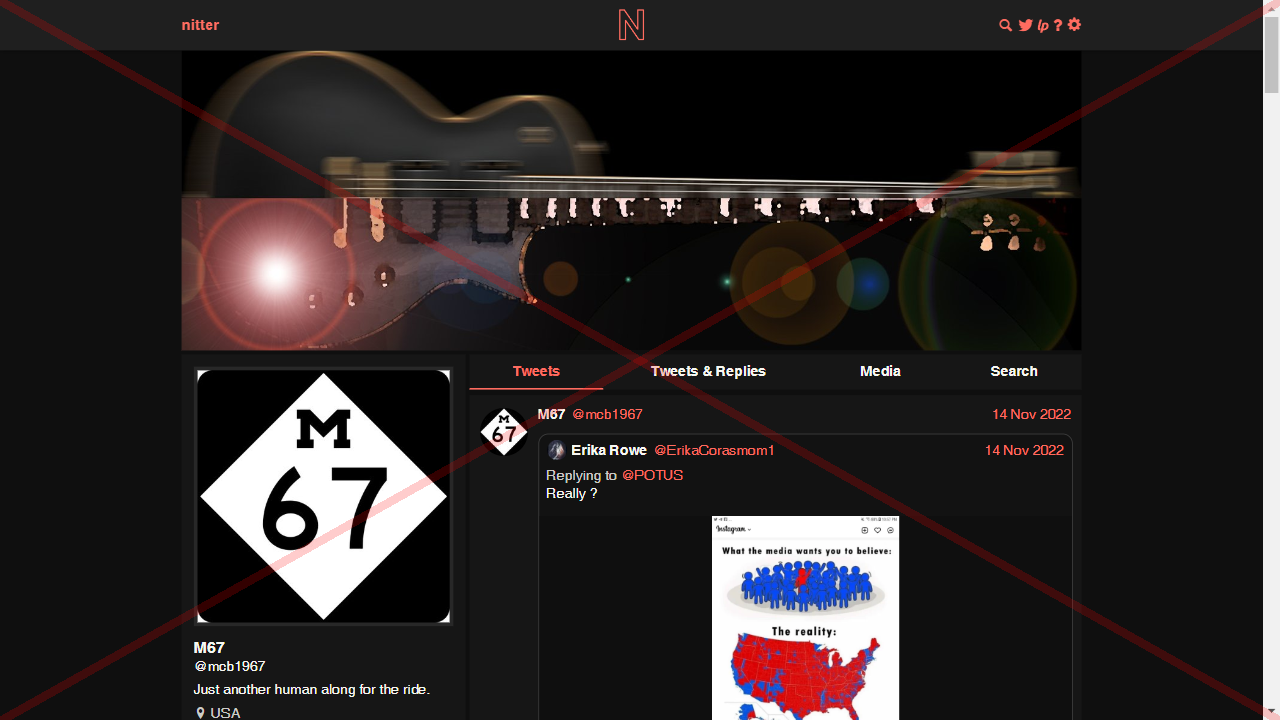 nitter
N
lp ?
Tweets
Tweets & Replies
Media
Search
M67 @mcb1967 14 Nov 2022
Erika Rowe @ErikaCorasmom1 14 Nov 2022
Replying to @POTUS
Really ?
Instagram
What the media wants you to believe:
The reality:
M
67
M
67
M67
@mcb1967
Just another human along for the ride.
USA